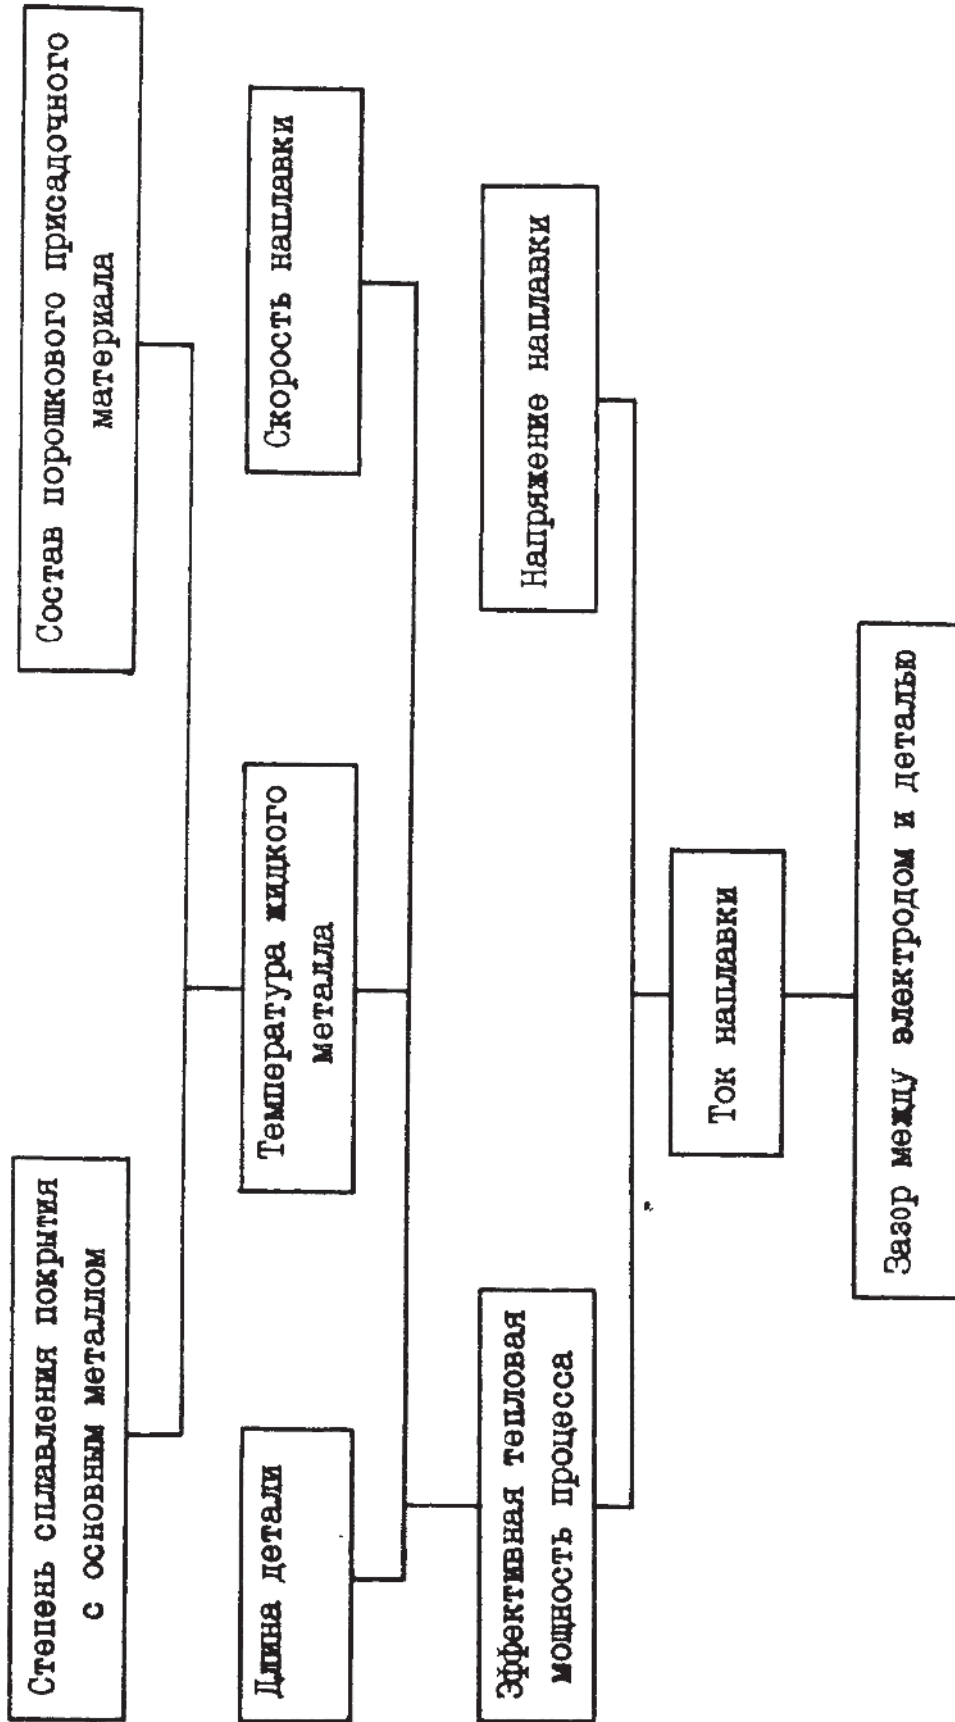 Степень сплавления покрытия
с основным металлом
Состав порошкового присадочного
материала
Длина детали
Температура жидкого
металла
Скорость наплавки
Эффективная тепловая
мощность процесса
Напряжение наплавки
Ток наплавки
Зазор между электродом и деталью